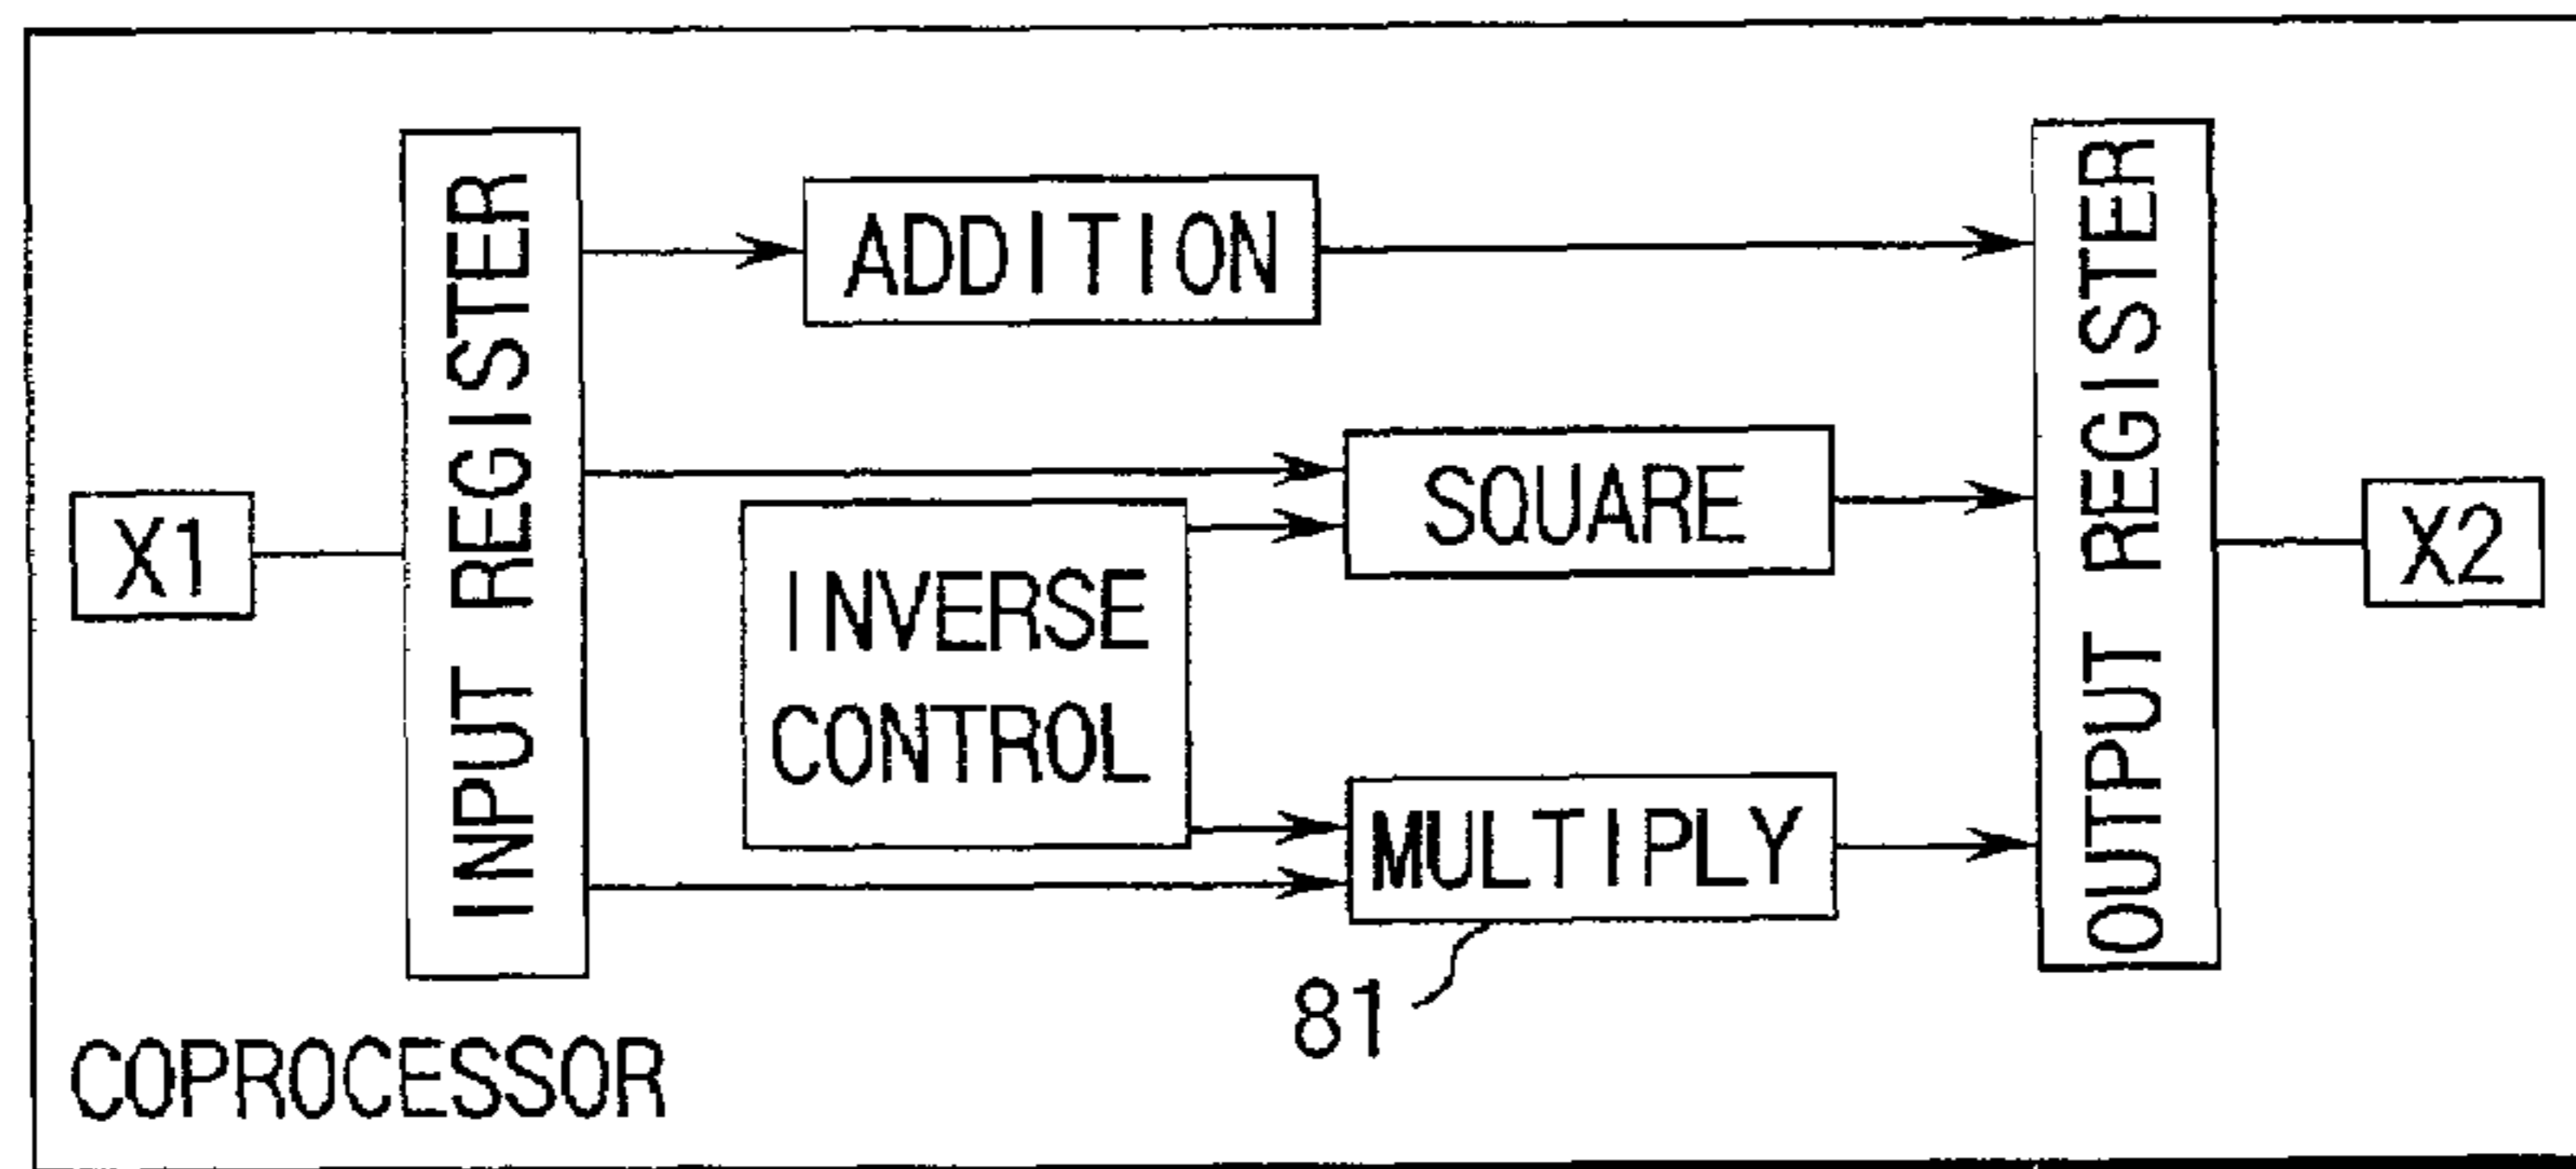 X1
INPUT REGISTER
ADDITION
SQUARE
INVERSE
CONTROL
MULTIPLY
81
OUTPUT REGISTER
X2
COPROCESSOR